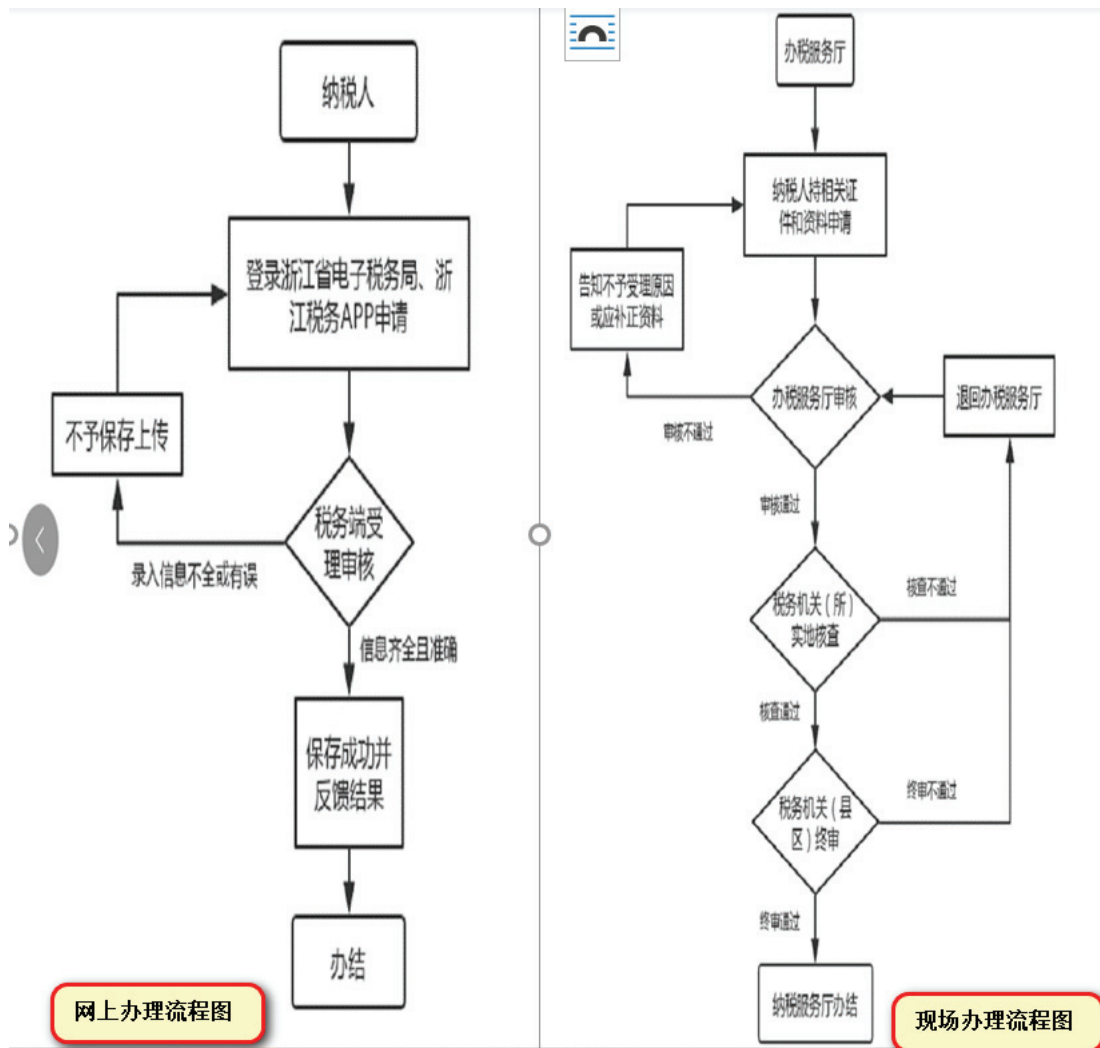 纳税人
登录浙江省电子税务局、浙
江税务APP申请
不予保存上传
税务端受
理审核
录入信息不全或有误
信息齐全且准确
保存成功并
反馈结果
办结
网上办理流程图
办税服务厅
纳税人持相关证
件和资料申请
告知不予受理原因
或应补正资料
办税服务厅审核
退回办税服务厅
审核不通过
审核通过
税务机关(所)
实地核查
核查不通过
核查通过
税务机关(县
区)终审
终审不通过
终审通过
纳税服务厅办结
现场办理流程图